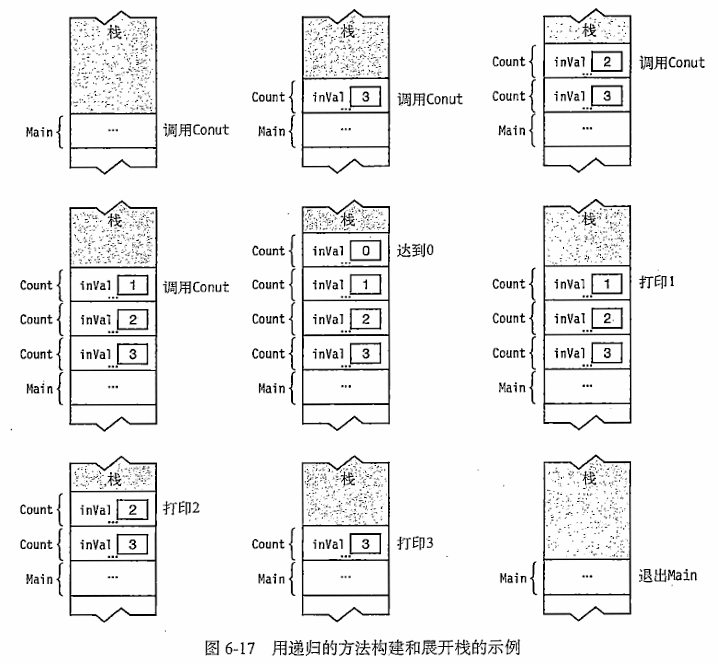 栈
Main
...
调用Conut
栈
Count
inVal 3
...
调用Conut
Main
...
栈
Count
inVal 2
...
调用Conut
Count
inVal 3
...
Main
...
栈
Count
inVal 1
...
调用Conut
Count
inVal 2
...
Count
inVal 3
...
Main
...
栈
Count
inVal 0
...
达到0
Count
inVal 1
...
Count
inVal 2
...
Count
inVal 3
...
Main
...
栈
Count
inVal 1
...
打印1
Count
inVal 2
...
Count
inVal 3
...
Main
...
栈
Count
inVal 2
...
打印2
Count
inVal 3
...
Main
...
栈
Count
inVal 3
...
打印3
Main
...
栈
Main
...
退出Main
图 6-17 用递归的方法构建和展开栈的示例